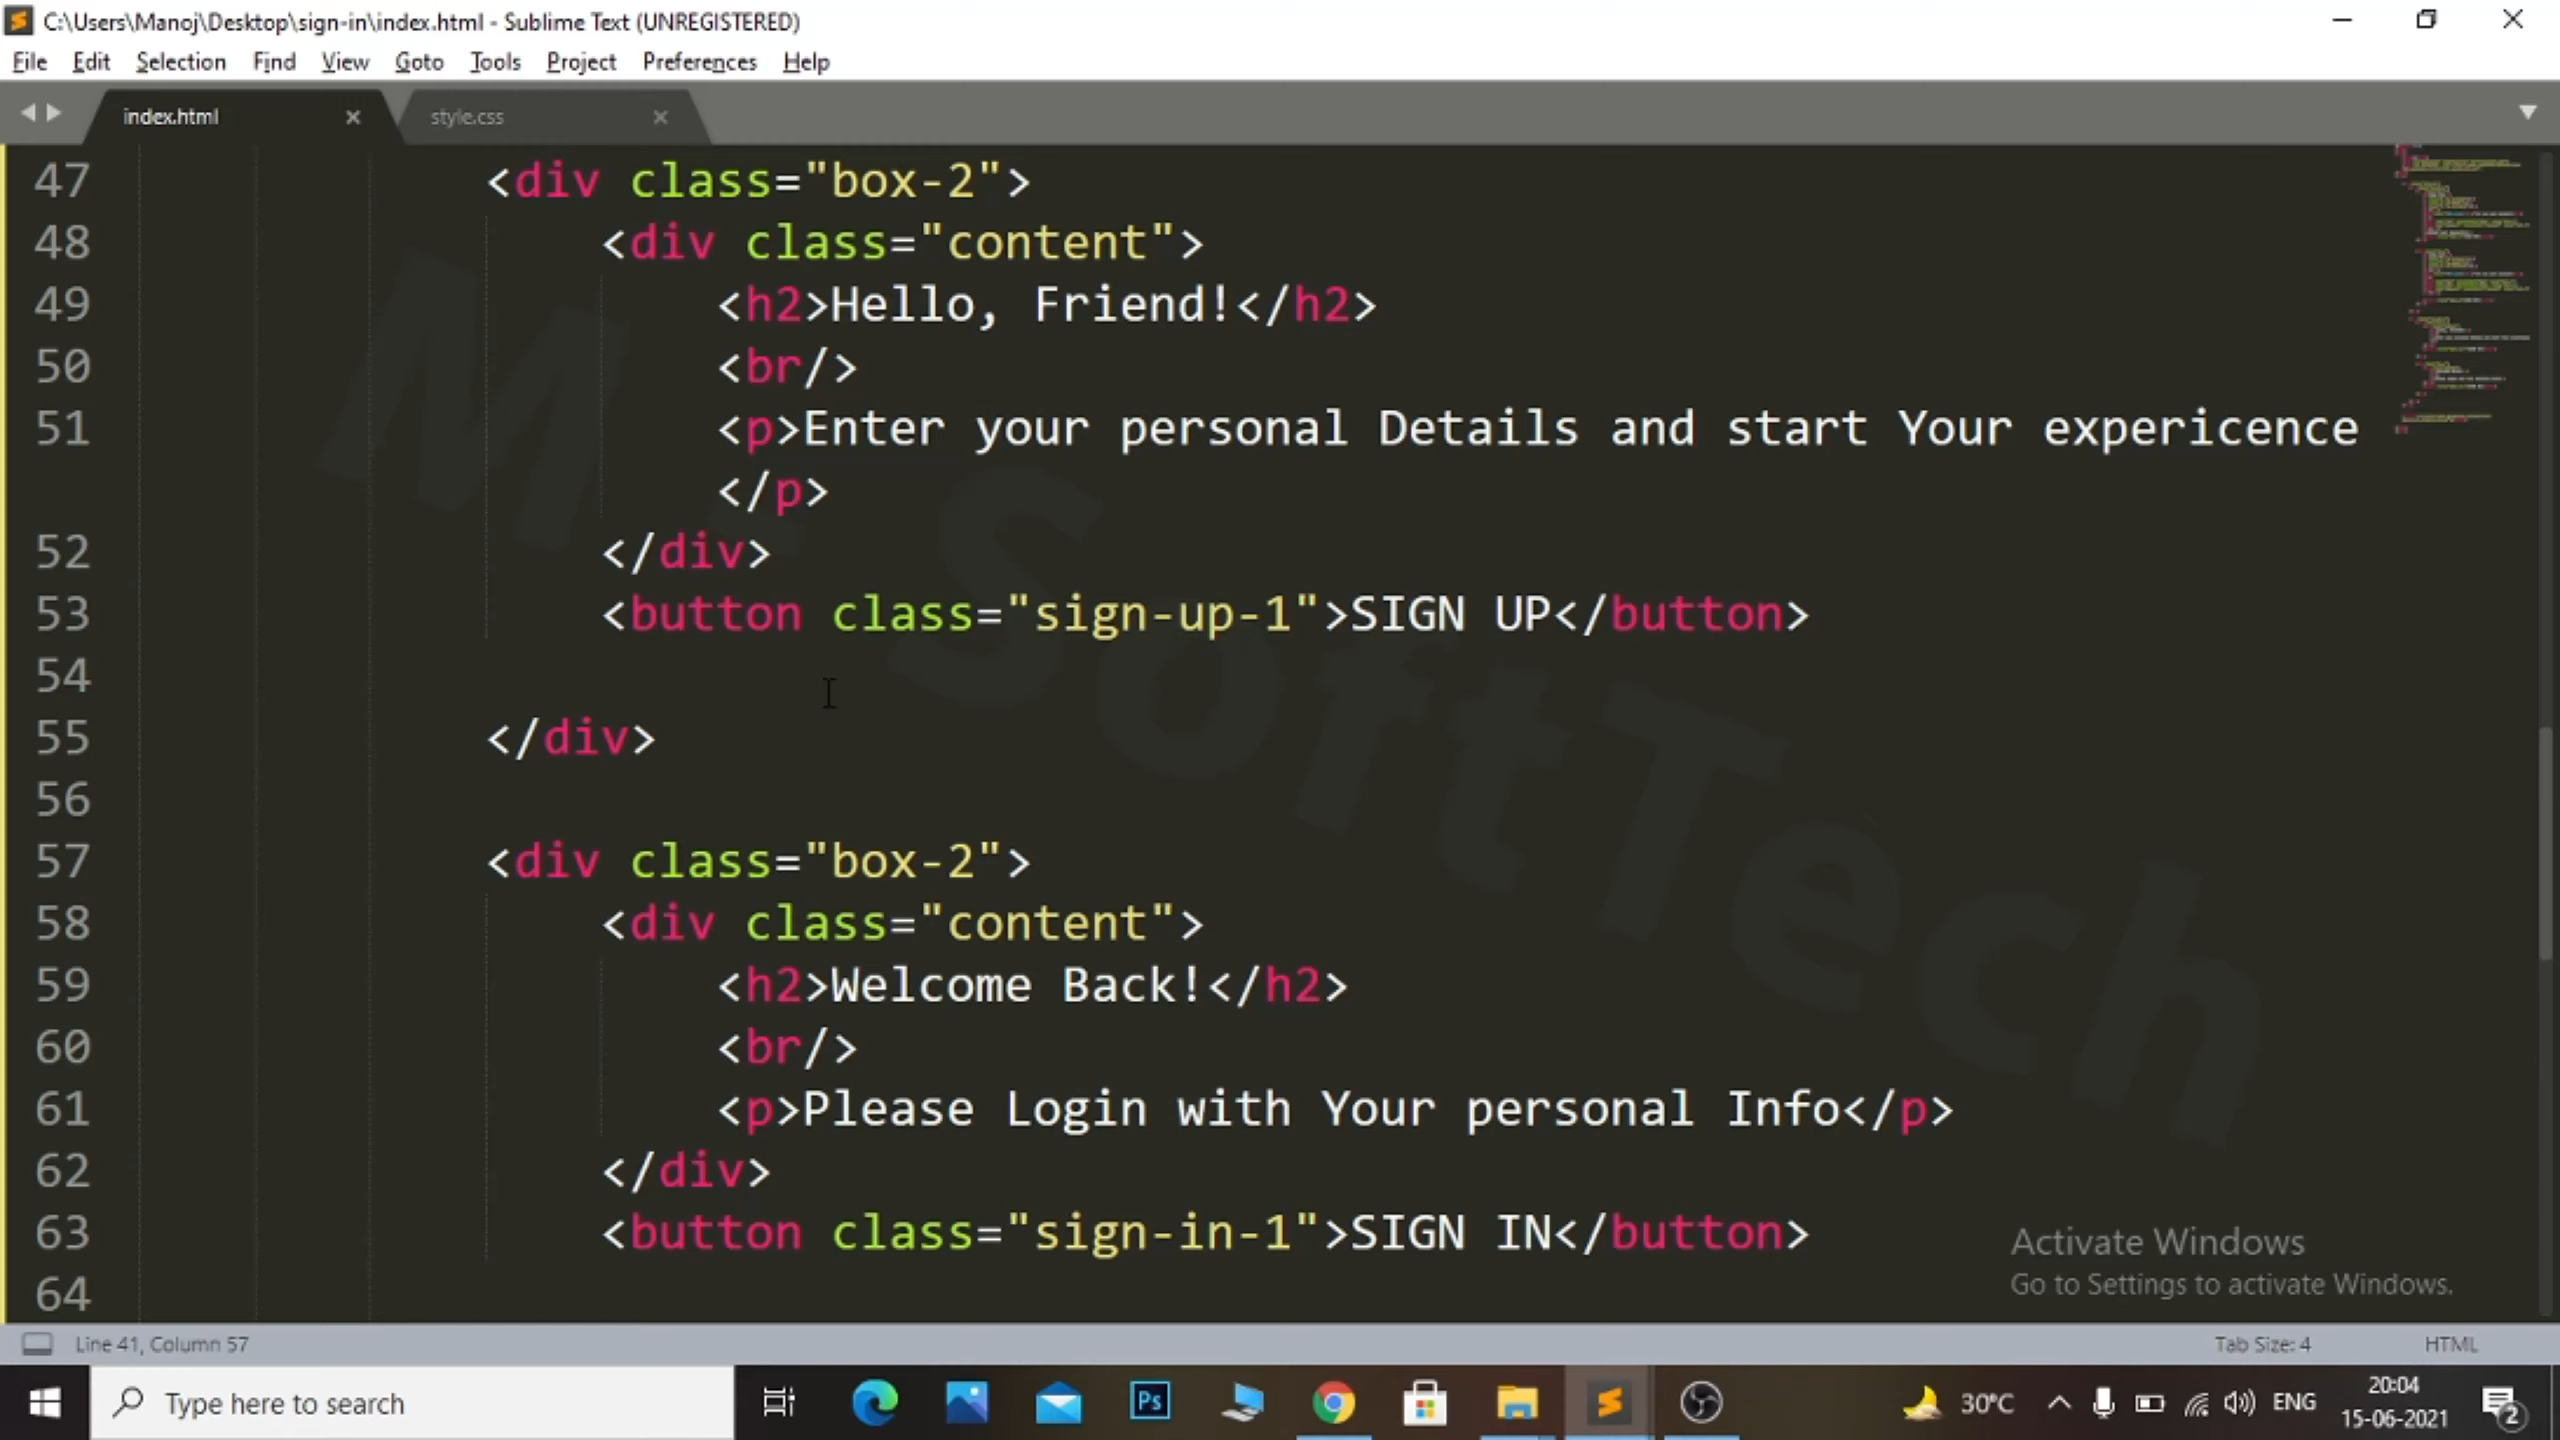 C:\Users\Manoj\Desktop\sign-in\index.html - Sublime Text (UNREGISTERED)
File Edit Selection Find View Goto Tools Project Preferences Help
index.html style.css
47 <div class="box-2">
48 <div class="content">
49 <h2>Hello, Friend!</h2>
50 <br/>
51 <p>Enter your personal Details and start Your expericence
</p>
52 </div>
53 <button class="sign-up-1">SIGN UP</button>
54
55 </div>
56
57 <div class="box-2">
58 <div class="content">
59 <h2>Welcome Back!</h2>
60 <br/>
61 <p>Please Login with Your personal Info</p>
62 </div>
63 <button class="sign-in-1">SIGN IN</button>
64
Activate Windows
Go to Settings to activate Windows.
Line 41, Column 57 Tab Size: 4 HTML
Type here to search Ps 30°C ENG 20:04
15-06-2021 2